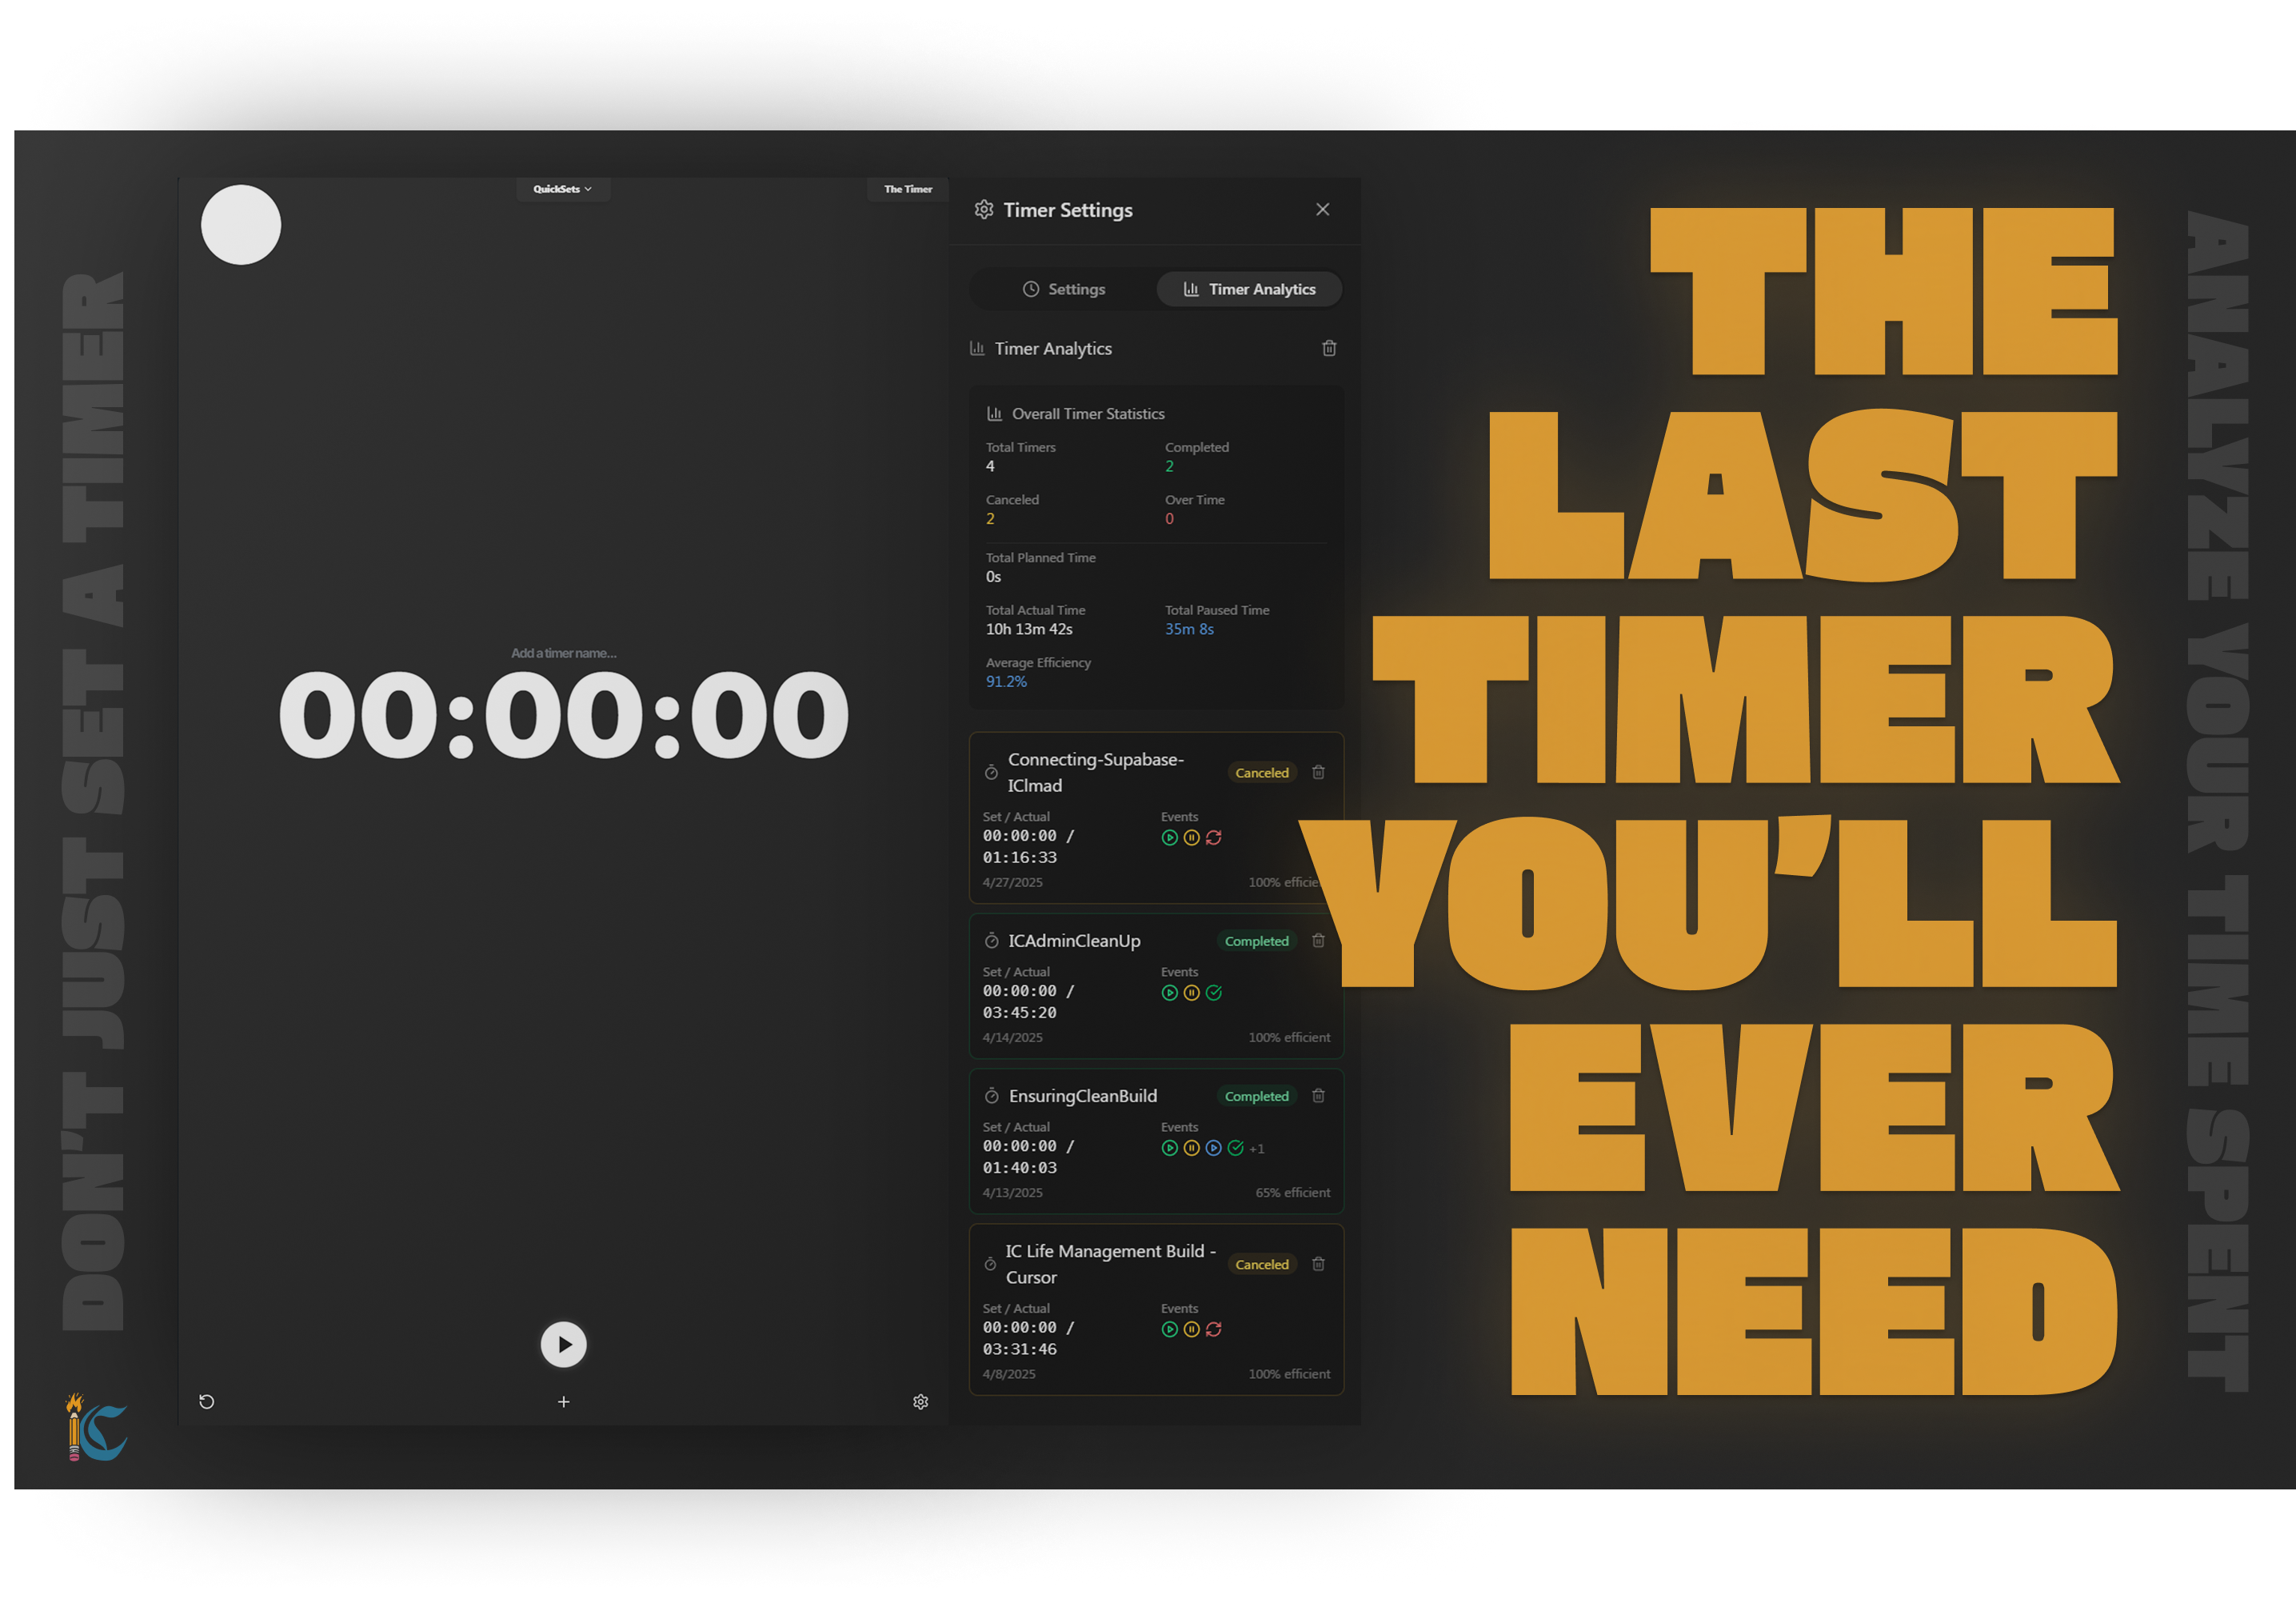 DON'T JUST SET A TIMER
QuickSets
The Timer
Add a timer name...
00:00:00
Timer Settings
Settings
Timer Analytics
Timer Analytics
Overall Timer Statistics
Total Timers
Completed
4
2
Canceled
Over Time
2
0
Total Planned Time
0s
Total Actual Time
Total Paused Time
10h 13m 42s
35m 8s
Average Efficiency
91.2%
Connecting-Supabase-
IClmad
Canceled
Set / Actual
Events
00:00:00 /
01:16:33
4/27/2025
100%
ICAdminCleanUp
Completed
Set / Actual
Events
00:00:00 /
03:45:20
4/14/2025
100% efficient
EnsuringCleanBuild
Completed
Set / Actual
Events
00:00:00 /
+1
01:40:03
4/13/2025
65% efficient
IC Life Management Build -
Cursor
Canceled
Set / Actual
Events
00:00:00 /
03:31:46
4/8/2025
100% efficient
THE
LAST
TIMER
YOU'LL
EVER
NEED
ANALYZE YOUR TIME SPENT
IC